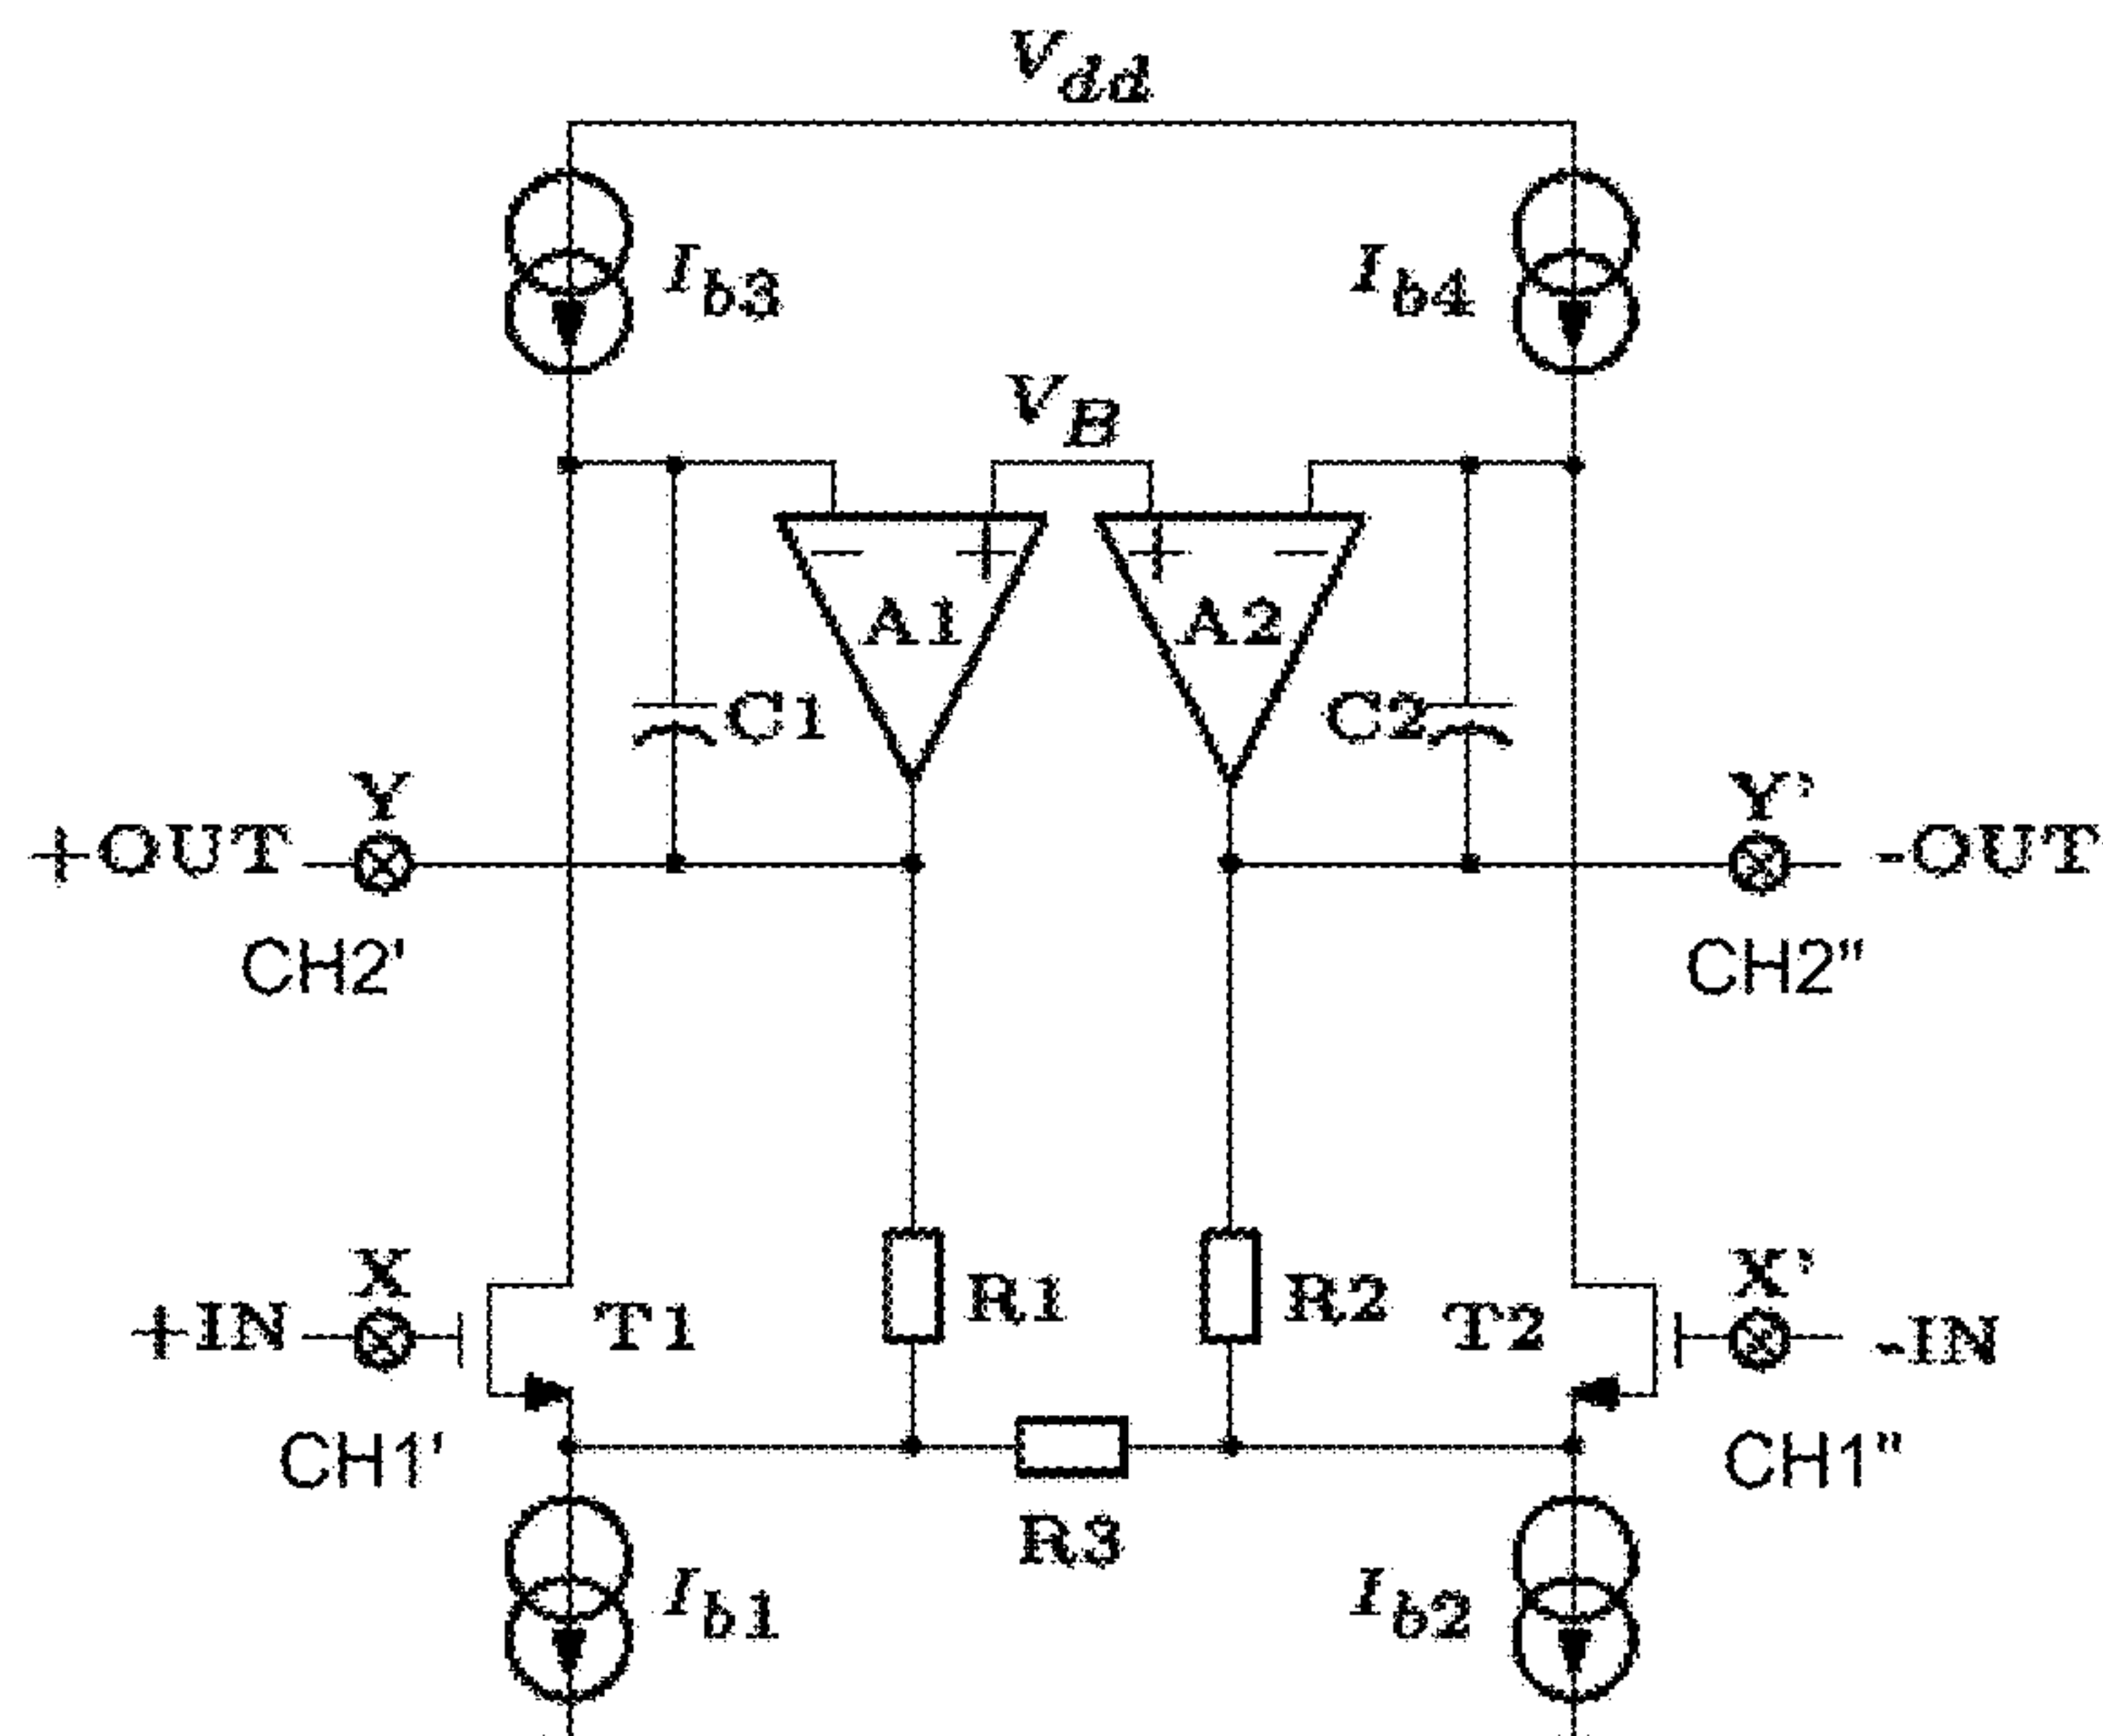 Vdd
Ib3
Ib4
VB
A1
A2
C1
C2
Y
Y'
+OUT
-OUT
CH2'
CH2"
X
X'
+IN
T1
R1
R2
T2
-IN
CH1'
CH1"
R3
Ib1
Ib2